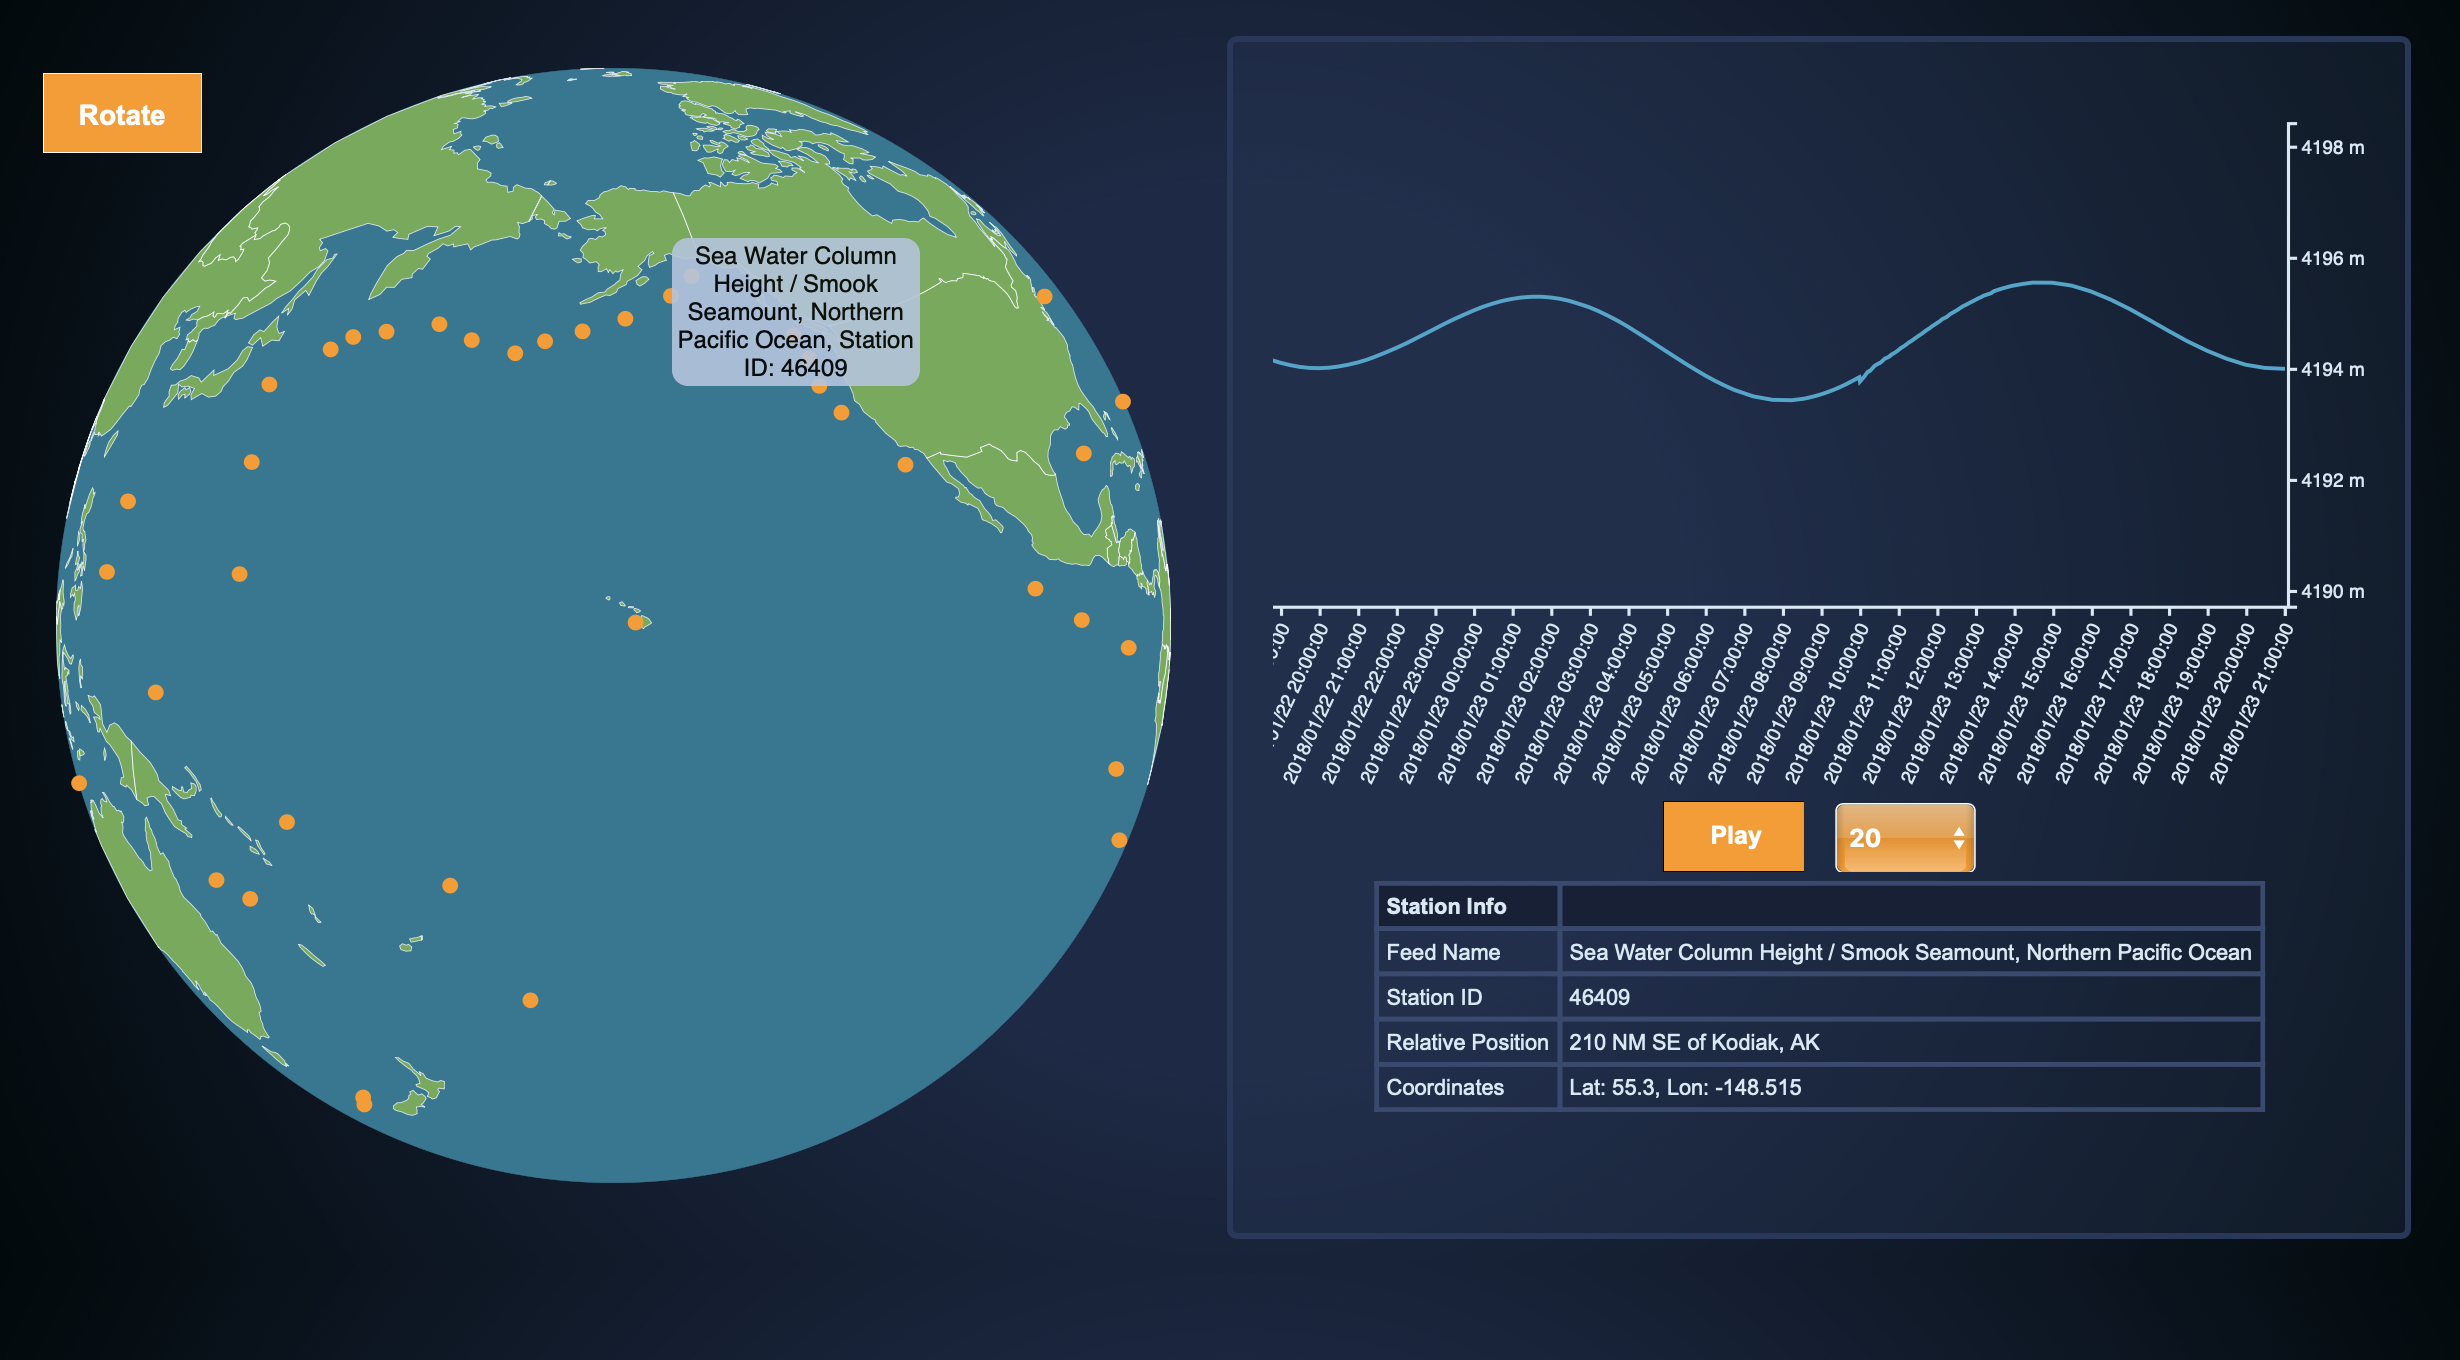 Rotate
Sea Water Column
Height / Smook
Seamount, Northern
Pacific Ocean, Station
ID: 46409
4198 m
4196 m
4194 m
4192 m
4190 m
01/22 20:00:00
2018/01/22 21:00:00
2018/01/22 22:00:00
2018/01/22 23:00:00
2018/01/23 00:00:00
2018/01/23 01:00:00
2018/01/23 02:00:00
2018/01/23 03:00:00
2018/01/23 04:00:00
2018/01/23 05:00:00
2018/01/23 06:00:00
2018/01/23 07:00:00
2018/01/23 08:00:00
2018/01/23 09:00:00
2018/01/23 10:00:00
2018/01/23 11:00:00
2018/01/23 12:00:00
2018/01/23 13:00:00
2018/01/23 14:00:00
2018/01/23 15:00:00
2018/01/23 16:00:00
2018/01/23 17:00:00
2018/01/23 18:00:00
2018/01/23 19:00:00
2018/01/23 20:00:00
2018/01/23 21:00:00
Play
20
Station Info
Feed Name Sea Water Column Height / Smook Seamount, Northern Pacific Ocean
Station ID 46409
Relative Position 210 NM SE of Kodiak, AK
Coordinates Lat: 55.3, Lon: -148.515